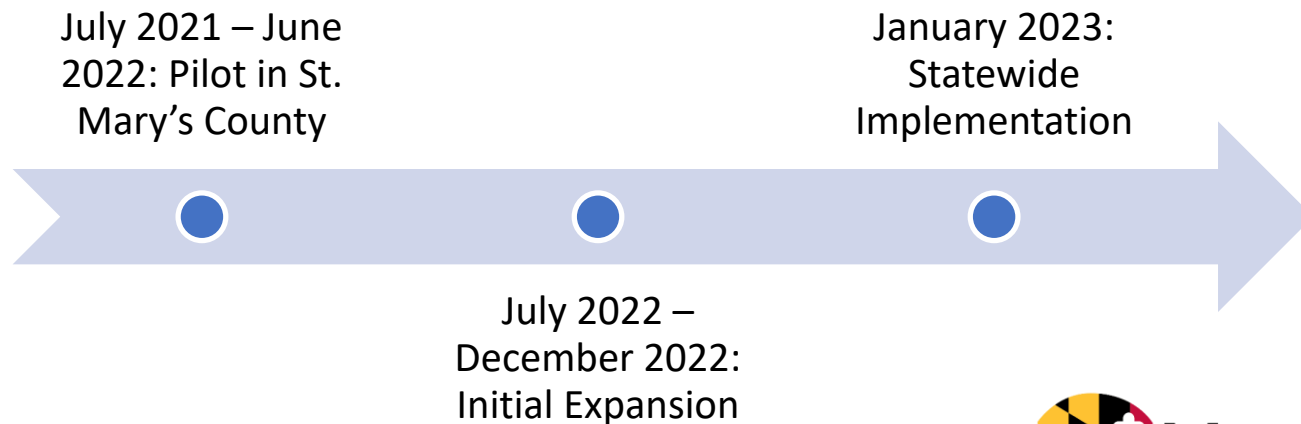 July 2021 – June
2022: Pilot in St.
Mary's County
July 2022 –
December 2022:
Initial Expansion
January 2023:
Statewide
Implementation